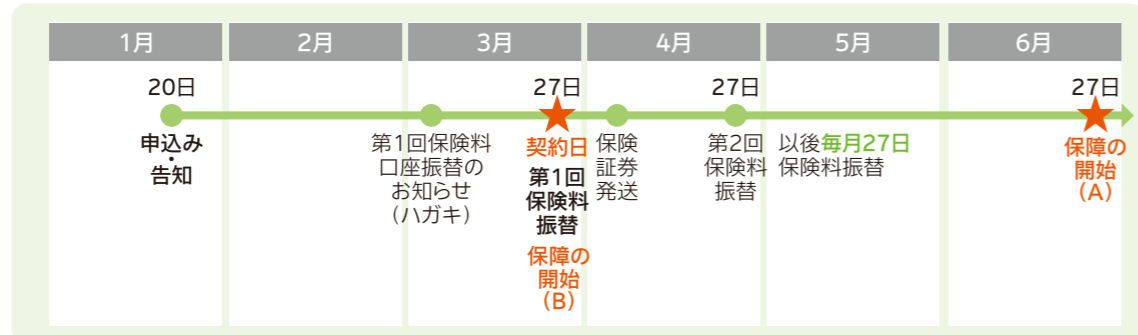 1月
2月
3月
4月
5月
6月
20日
27日
27日
27日
申込み
・
告知
第1回保険料
口座振替の
お知らせ
(ハガキ)
契約日
第1回
保険料
振替
保障の
開始
(B)
保険
証券
発送
第2回
保険料
振替
以後毎月27日
保険料振替
保障の
開始
(A)